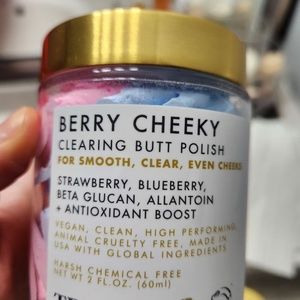 BERRY CHEEKY
CLEARING BUTT POLISH
FOR SMOOTH, CLEAR, EVEN CHEEKS
STRAWBERRY, BLUEBERRY,
BETA GLUCAN, ALLANTOIN
+ ANTIOXIDANT BOOST
VEGAN, CLEAN, HIGH PERFORMING,
ANIMAL CRUELTY FREE, MADE IN
USA WITH GLOBAL INGREDIENTS
HARSH CHEMICAL FREE
NET WT 2 FL.OZ. (60ml)